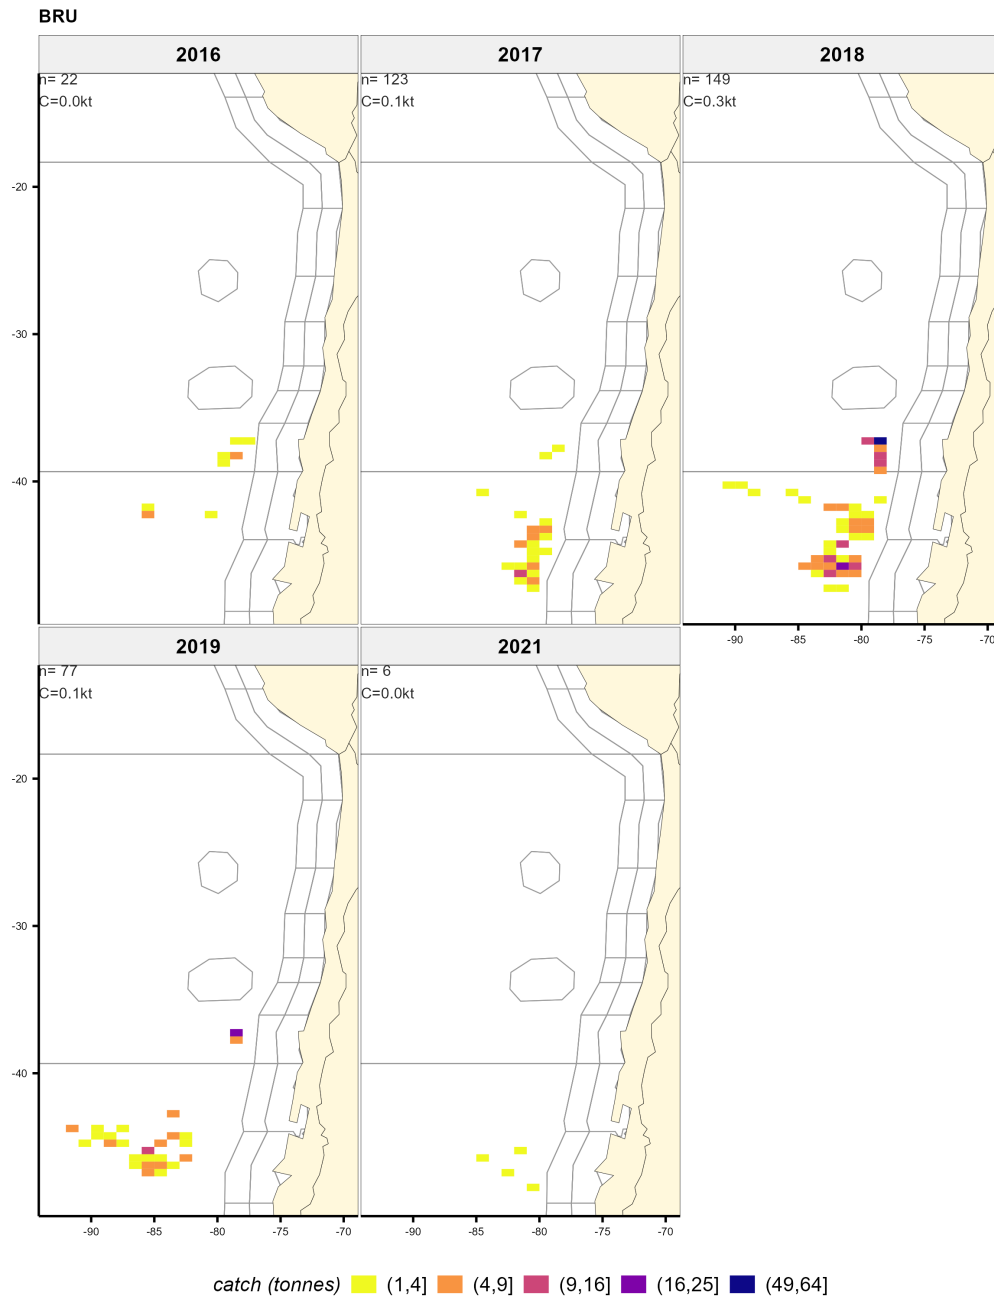 BRU
2016
2017
2018
n= 22
C=0.0kt
n= 123
C=0.1kt
n= 149
C=0.3kt
-20
-30
-40
-90
-85
-80
-75
-70
2019
2021
n= 77
C=0.1kt
n= 6
C=0.0kt
-20
-30
-40
-90
-85
-80
-75
-70
-90
-85
-80
-75
-70
catch (tonnes) (1,4] (4,9] (9,16] (16,25] (49,64]